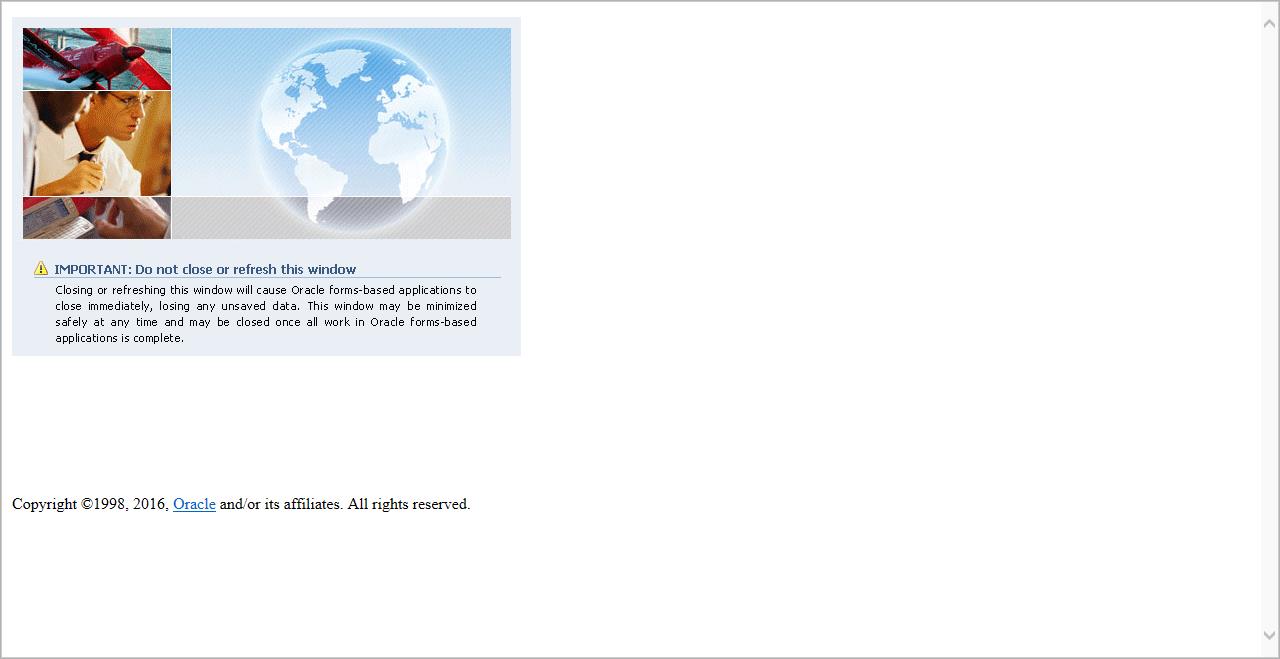 IMPORTANT: Do not close or refresh this window
Closing or refreshing this window will cause Oracle forms-based applications to
close immediately, losing any unsaved data. This window may be minimized
safely at any time and may be closed once all work in Oracle forms-based
applications is complete.
Copyright ©1998, 2016, Oracle and/or its affiliates. All rights reserved.